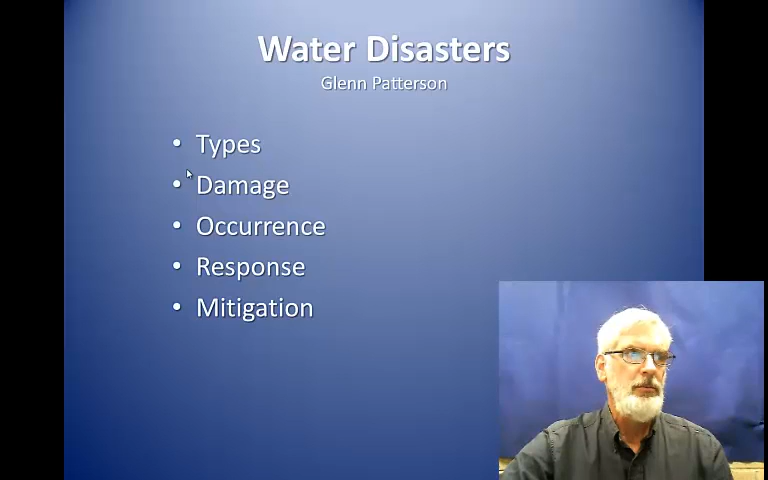 Water Disasters
Glenn Patterson
• Types
• Damage
• Occurrence
• Response
• Mitigation